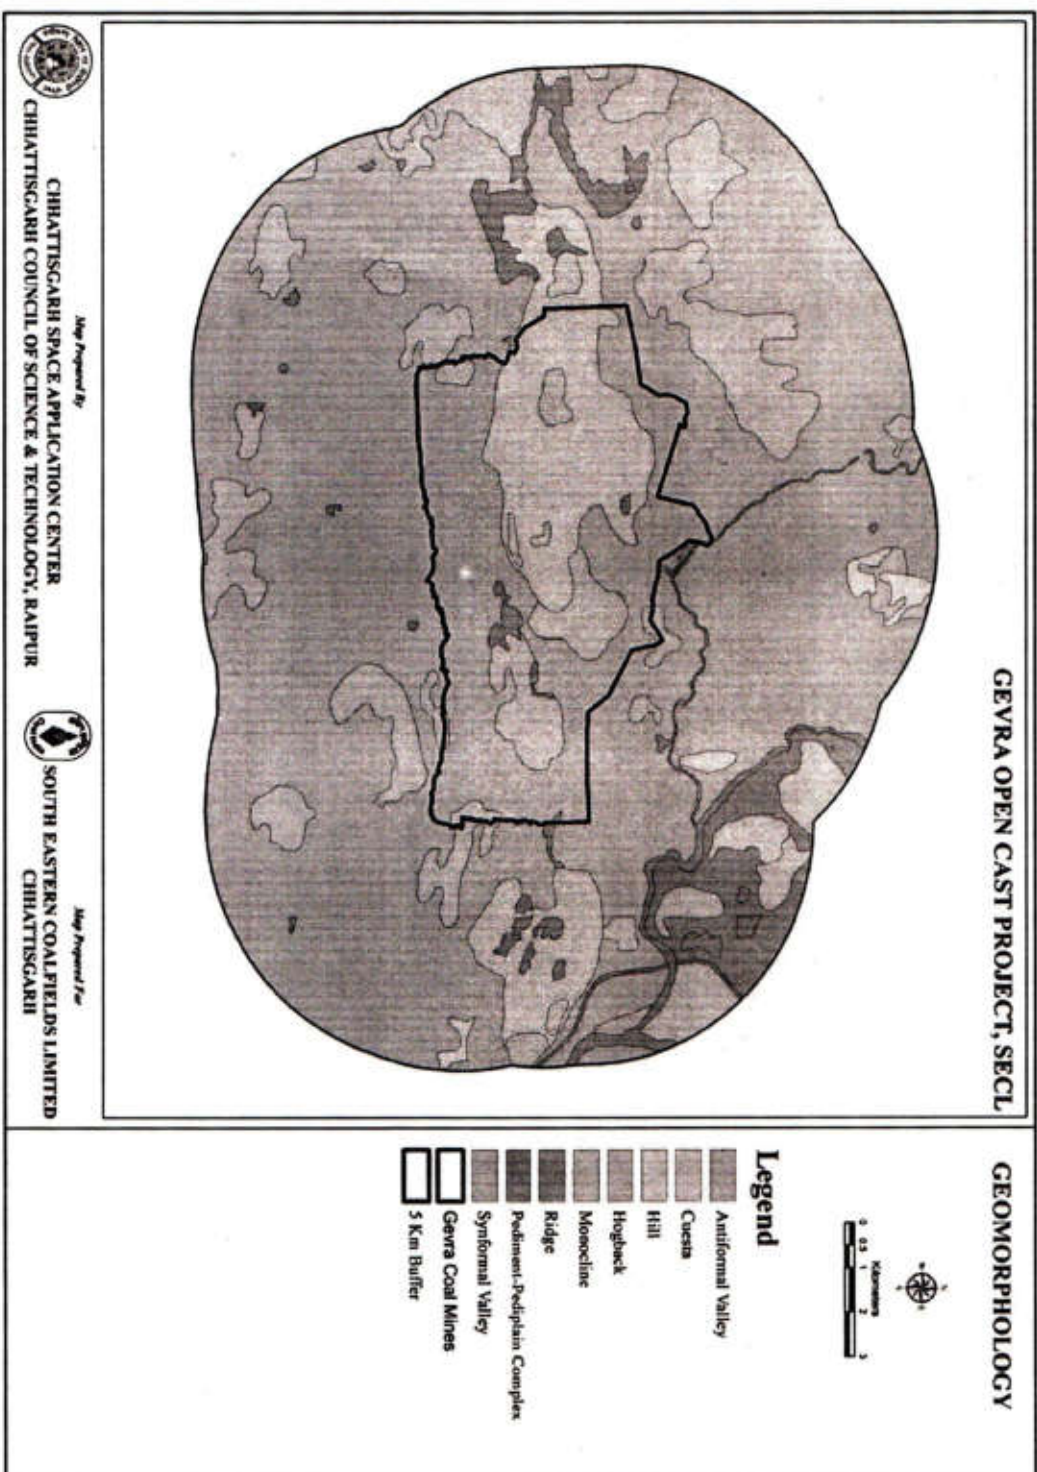 GEVRA OPEN CAST PROJECT, SECL
GEOMORPHOLOGY
0 0.5 1 2 3
Kilometers
Legend
Antiformal Valley
Cuesta
Hill
Hogback
Monocline
Ridge
Pediment-Pediplain Complex
Synformal Valley
Gevra Coal Mines
5 Km Buffer
Map Prepared By
CHHATTISGARH SPACE APPLICATION CENTER
CHHATTISGARH COUNCIL OF SCIENCE & TECHNOLOGY, RAIPUR
Map Prepared For
SOUTH EASTERN COALFIELDS LIMITED
CHHATTISGARH